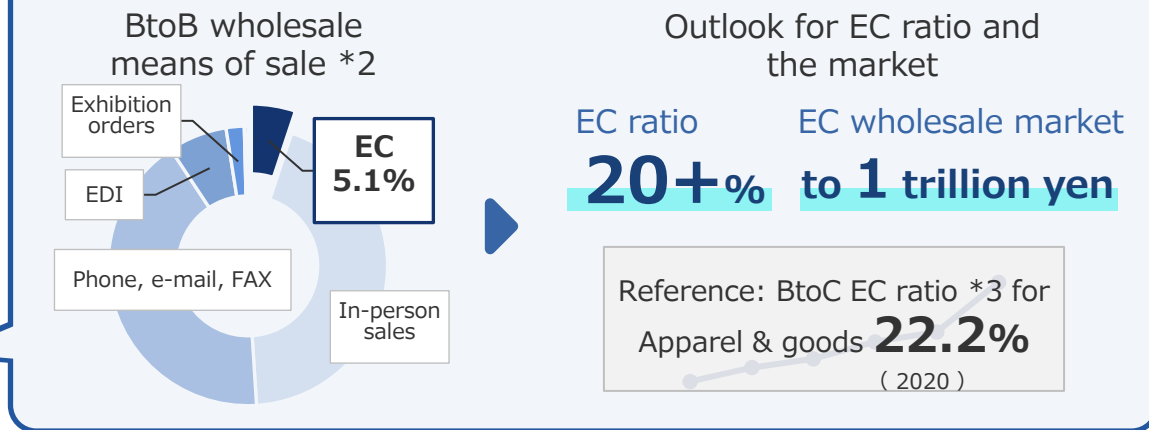 BtoB wholesale
means of sale *2
Exhibition
orders
EC
5.1%
EDI
Phone, e-mail, FAX
In-person
sales
Outlook for EC ratio and
the market
EC ratio
20+%
EC wholesale market
to 1 trillion yen
Reference: BtoC EC ratio *3 for
Apparel & goods 22.2%
( 2020 )